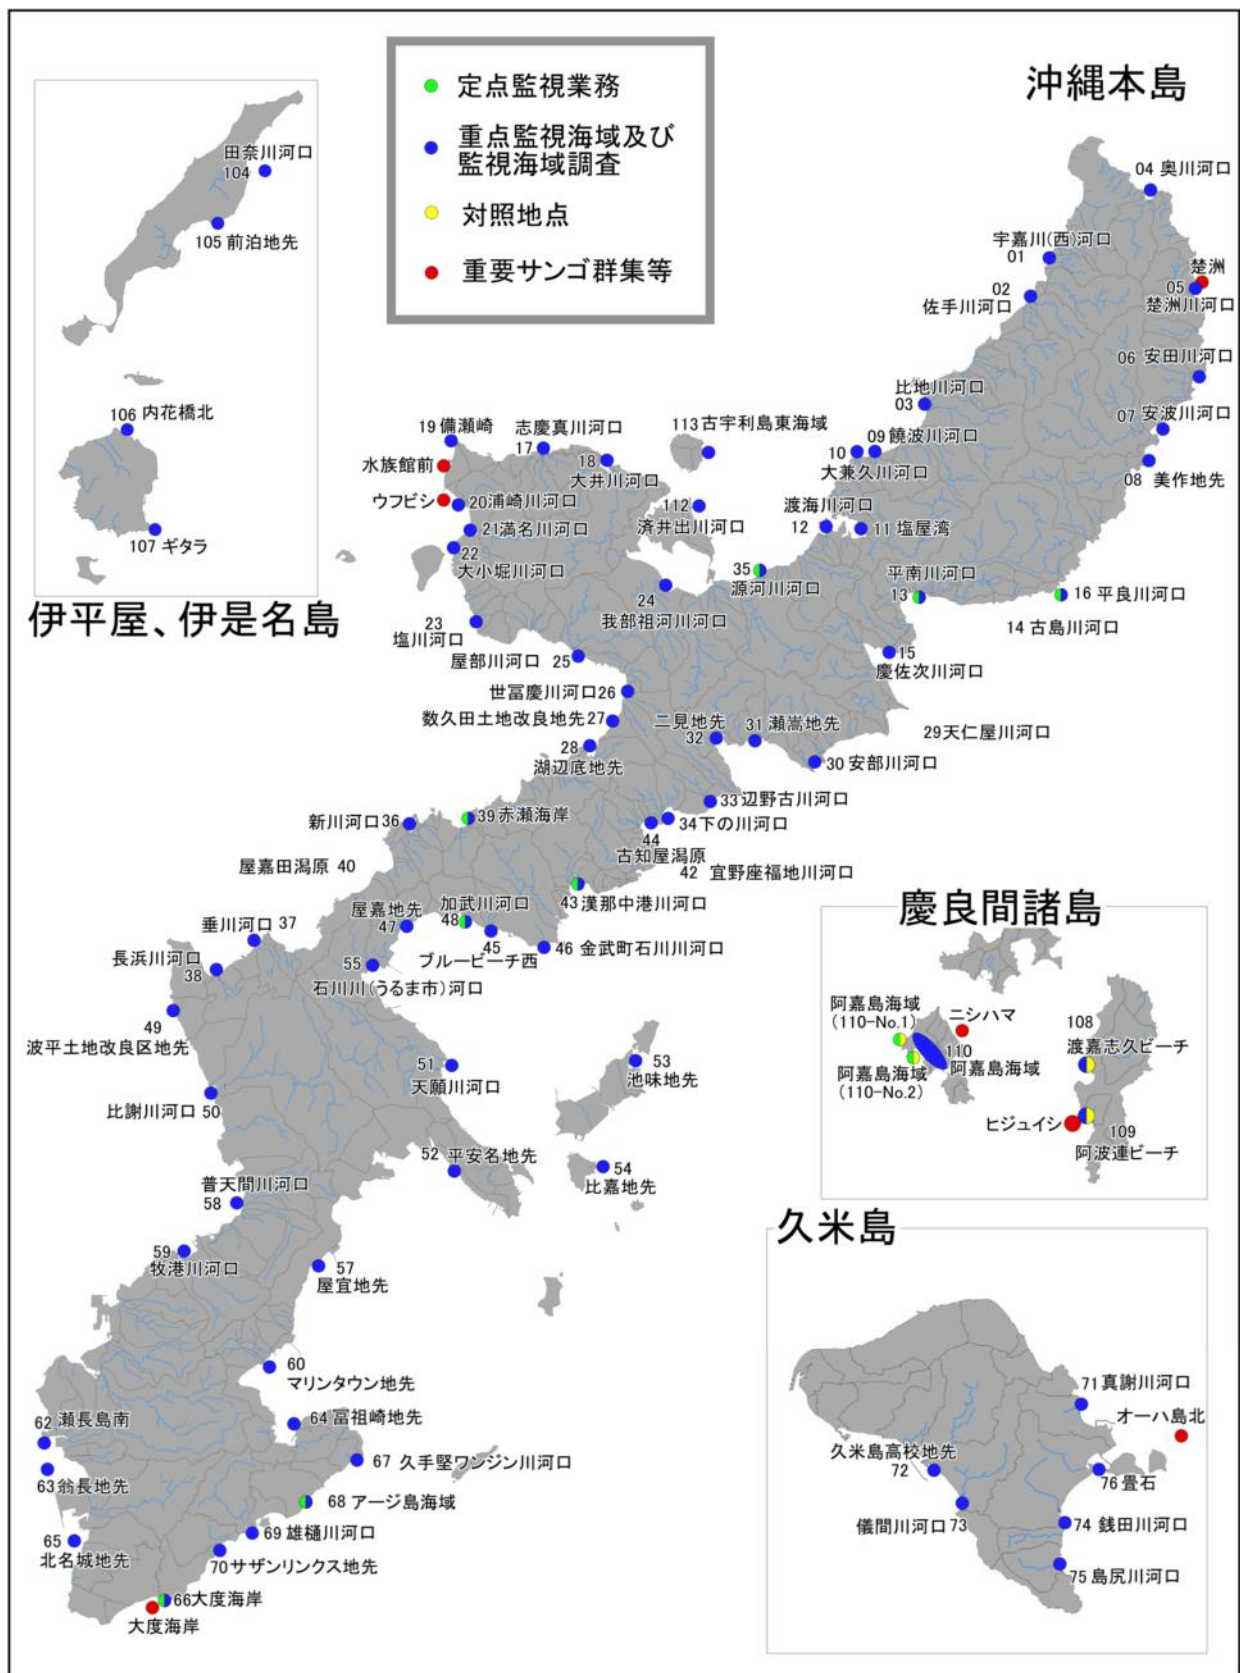 定点監視業務
重点監視海域及び
監視海域調査
対照地点
重要サンゴ群集等
沖縄本島
田奈川河口
104
105 前泊地先
106 内花橋北
107 ギタラ
伊平屋、伊是名島
04 奥川河口
宇嘉川(西)河口
01
02
佐手川河口
楚洲
05
楚洲川河口
06 安田川河口
比地川河口
03
07 安波川河口
08 美作地先
09 饒波川河口
10
大兼久川河口
渡海川河口
12
11 塩屋湾
平南川河口
13
16 平良川河口
14 古島川河口
15
慶佐次川河口
19 備瀬崎
水族館前
ウフビシ
志慶真川河口
17
18
大井川河口
113 古宇利島東海域
112
済井出川河口
20 浦崎川河口
21 満名川河口
22
大小堀川河口
23
塩川河口
35
源河川河口
24
我部祖河川河口
屋部川河口 25
世冨慶川河口 26
数久田土地改良地先 27
28
湖辺底地先
二見地先
32
31 瀬嵩地先
29 天仁屋川河口
30 安部川河口
33 辺野古川河口
34 下の川河口
44
古知屋潟原
42 宜野座福地川河口
43 漢那中港川河口
新川河口 36
39 赤瀬海岸
屋嘉田潟原 40
垂川河口 37
長浜川河口
38
屋嘉地先
47
加武川河口
48
45
ブルービーチ西
46 金武町石川川河口
55
石川川(うるま市)河口
49
波平土地改良区地先
比謝川河口
50
51
天願川河口
52 平安名地先
53
池味地先
54
比嘉地先
普天間川河口
58
59
牧港川河口
57
屋宜地先
60
マリンタウン地先
62 瀬長島南
63 翁長地先
64 冨祖崎地先
65
北名城地先
67 久手堅ワンジン川河口
68 アージ島海域
69 雄樋川河口
70 サザンリンクス地先
66 大度海岸
大度海岸
慶良間諸島
阿嘉島海域
(110-No.1)
阿嘉島海域
(110-No.2)
ニシハマ
110
阿嘉島海域
108
渡嘉志久ビーチ
ヒジュイシ
109
阿波連ビーチ
久米島
71 真謝川河口
オーハ島北
久米島高校地先
72
儀間川河口 73
76 畳石
74 銭田川河口
75 島尻川河口